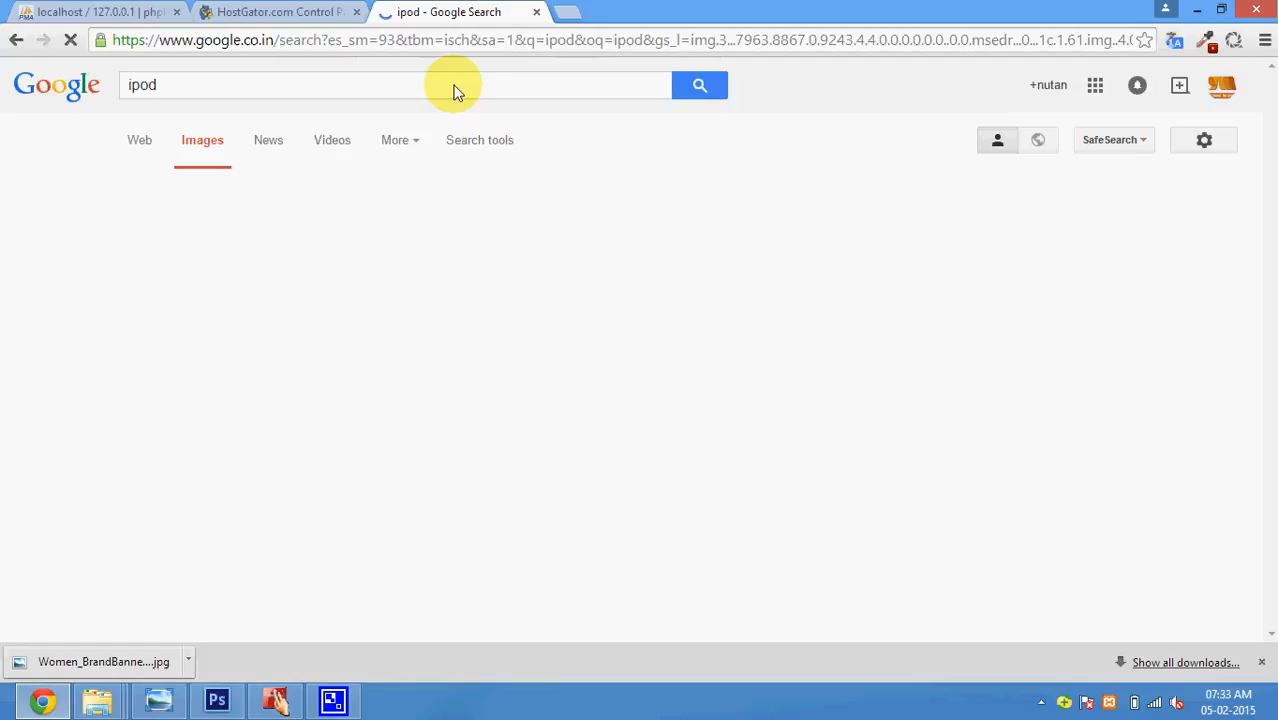 localhost / 127.0.0.1 | php
HostGator.com Control P
ipod - Google Search
https://www.google.co.in/search?es_sm=93&tbm=isch&sa=1&q=ipod&oq=ipod&gs_l=img.3...7963.8867.0.9243.4.4.0.0.0.0.0.0..0.0.msedr...0...1c.1.61.img..4.0
Google
ipod
+nutan
Web
Images
News
Videos
More
Search tools
SafeSearch
Women_BrandBanne....jpg
Show all downloads...
Ps
07:33 AM
05-02-2015